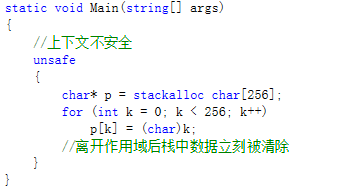 static void Main(string[] args)
{
//上下文不安全
unsafe
{
char* p = stackalloc char[256];
for (int k = 0; k < 256; k++)
p[k] = (char)k;
//离开作用域后栈中数据立刻被清除
}
}